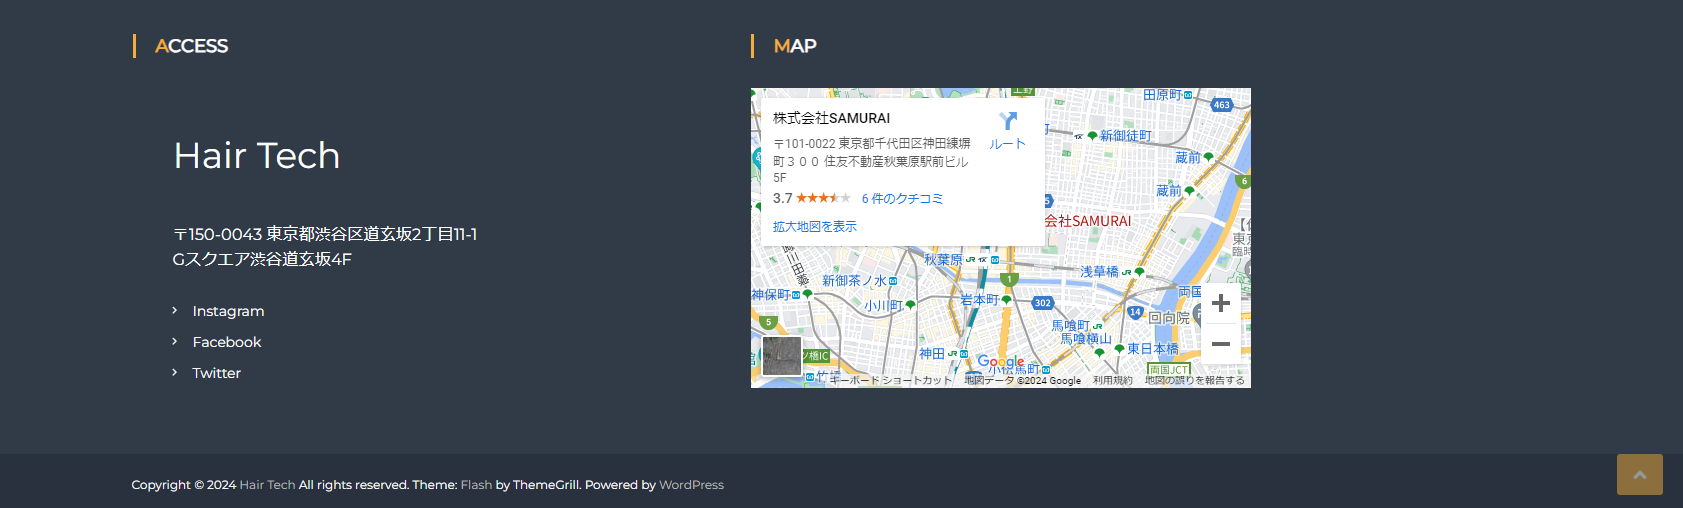 ACCESS
Hair Tech
〒150-0043 東京都渋谷区道玄坂2丁目11-1
Gスクエア渋谷道玄坂4F
Instagram
Facebook
Twitter
MAP
株式会社SAMURAI
〒101-0022 東京都千代田区神田練塀
町３００ 住友不動産秋葉原駅前ビル
5F
ルート
3.7
6 件のクチコミ
拡大地図を表示
田原町
463
新御徒町
蔵前
蔵前
6
会社SAMURAI
秋葉原
浅草橋
新御茶ノ水
神保町
小川町
岩本町
1
302
14
両国
回向院
5
馬喰町
馬喰横山
東日本橋
神田
小伝馬町
両国JCT
竹橋
Google
キーボード ショートカット
地図データ ©2024 Google
利用規約
地図の誤りを報告する
Copyright © 2024 Hair Tech All rights reserved. Theme: Flash by ThemeGrill. Powered by WordPress